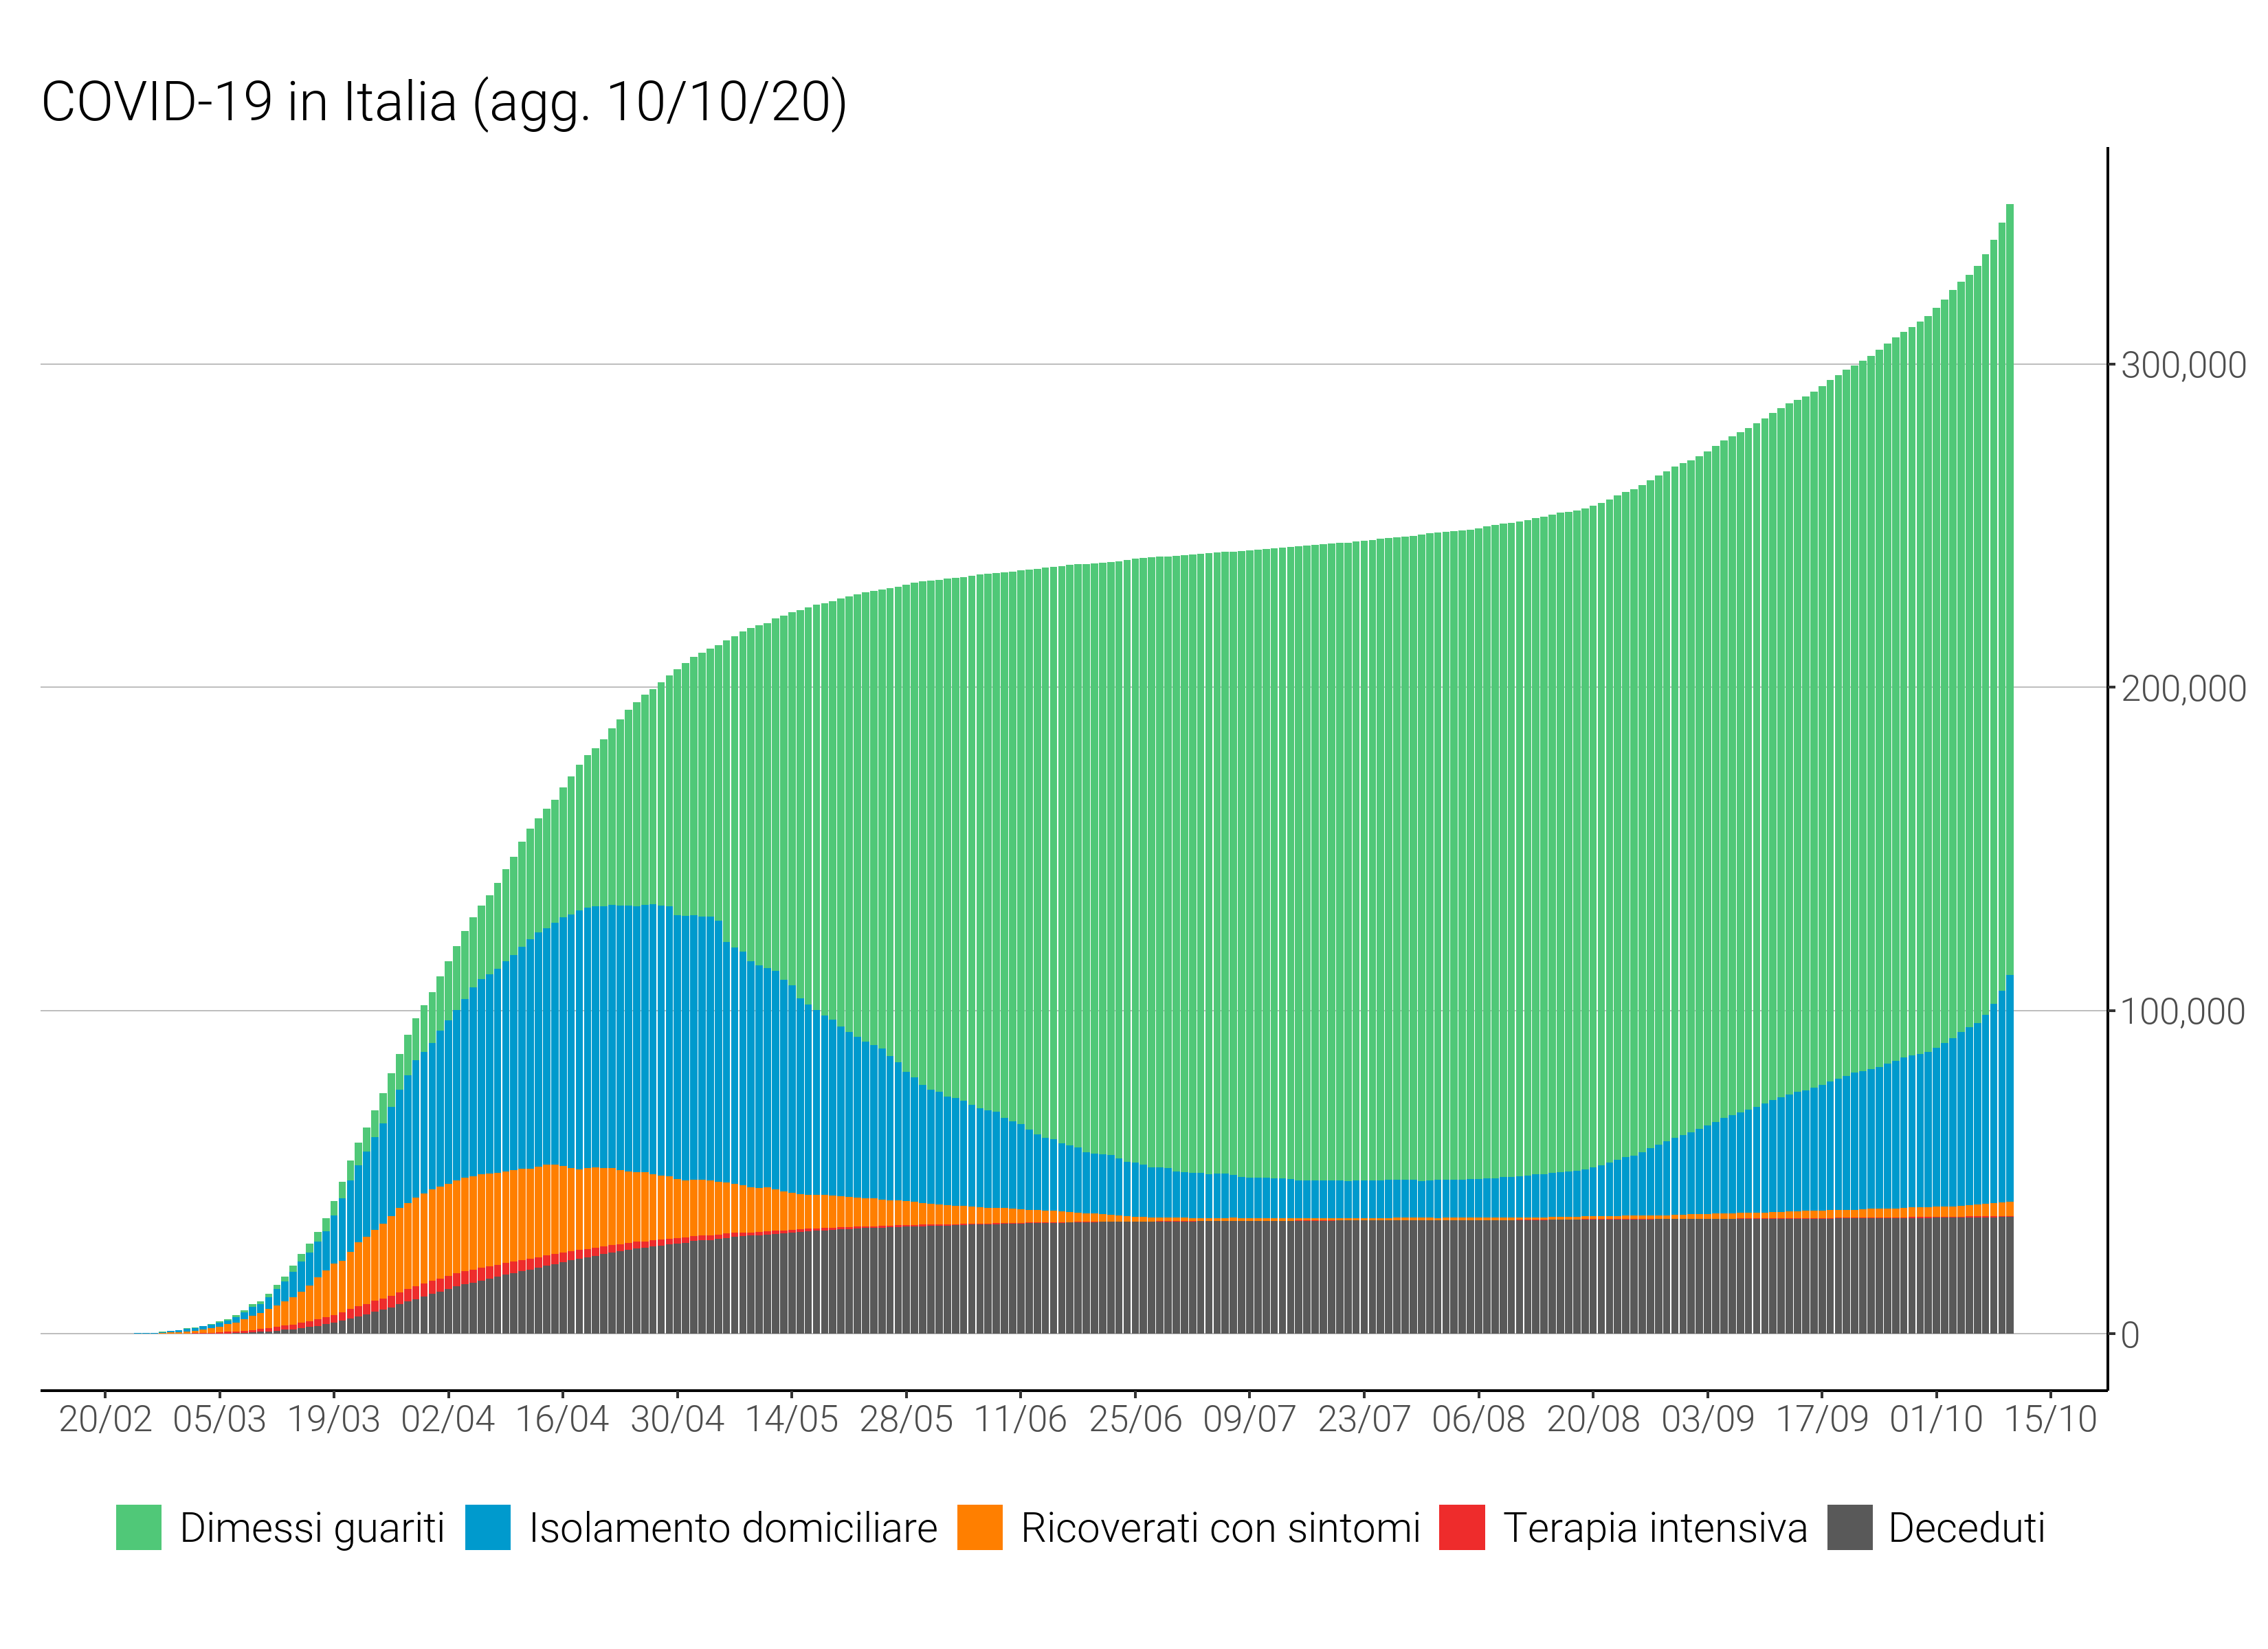 COVID-19 in Italia (agg. 10/10/20)
300,000
200,000
100,000
0
20/02 05/03 19/03 02/04 16/04 30/04 14/05 28/05 11/06 25/06 09/07 23/07 06/08 20/08 03/09 17/09 01/10 15/10
Dimessi guariti Isolamento domiciliare Ricoverati con sintomi Terapia intensiva Deceduti